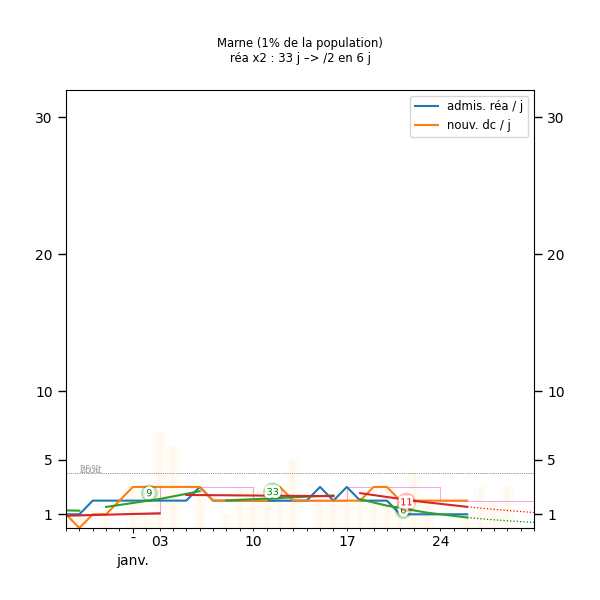 Marne (1% de la population)
réa x2 : 33 j –> /2 en 6 j
admis. réa / j
nouv. dc / j
30 30
20 20
10 10
5 5
1 1
9
33
11
6
- 03 10 17 24
janv.